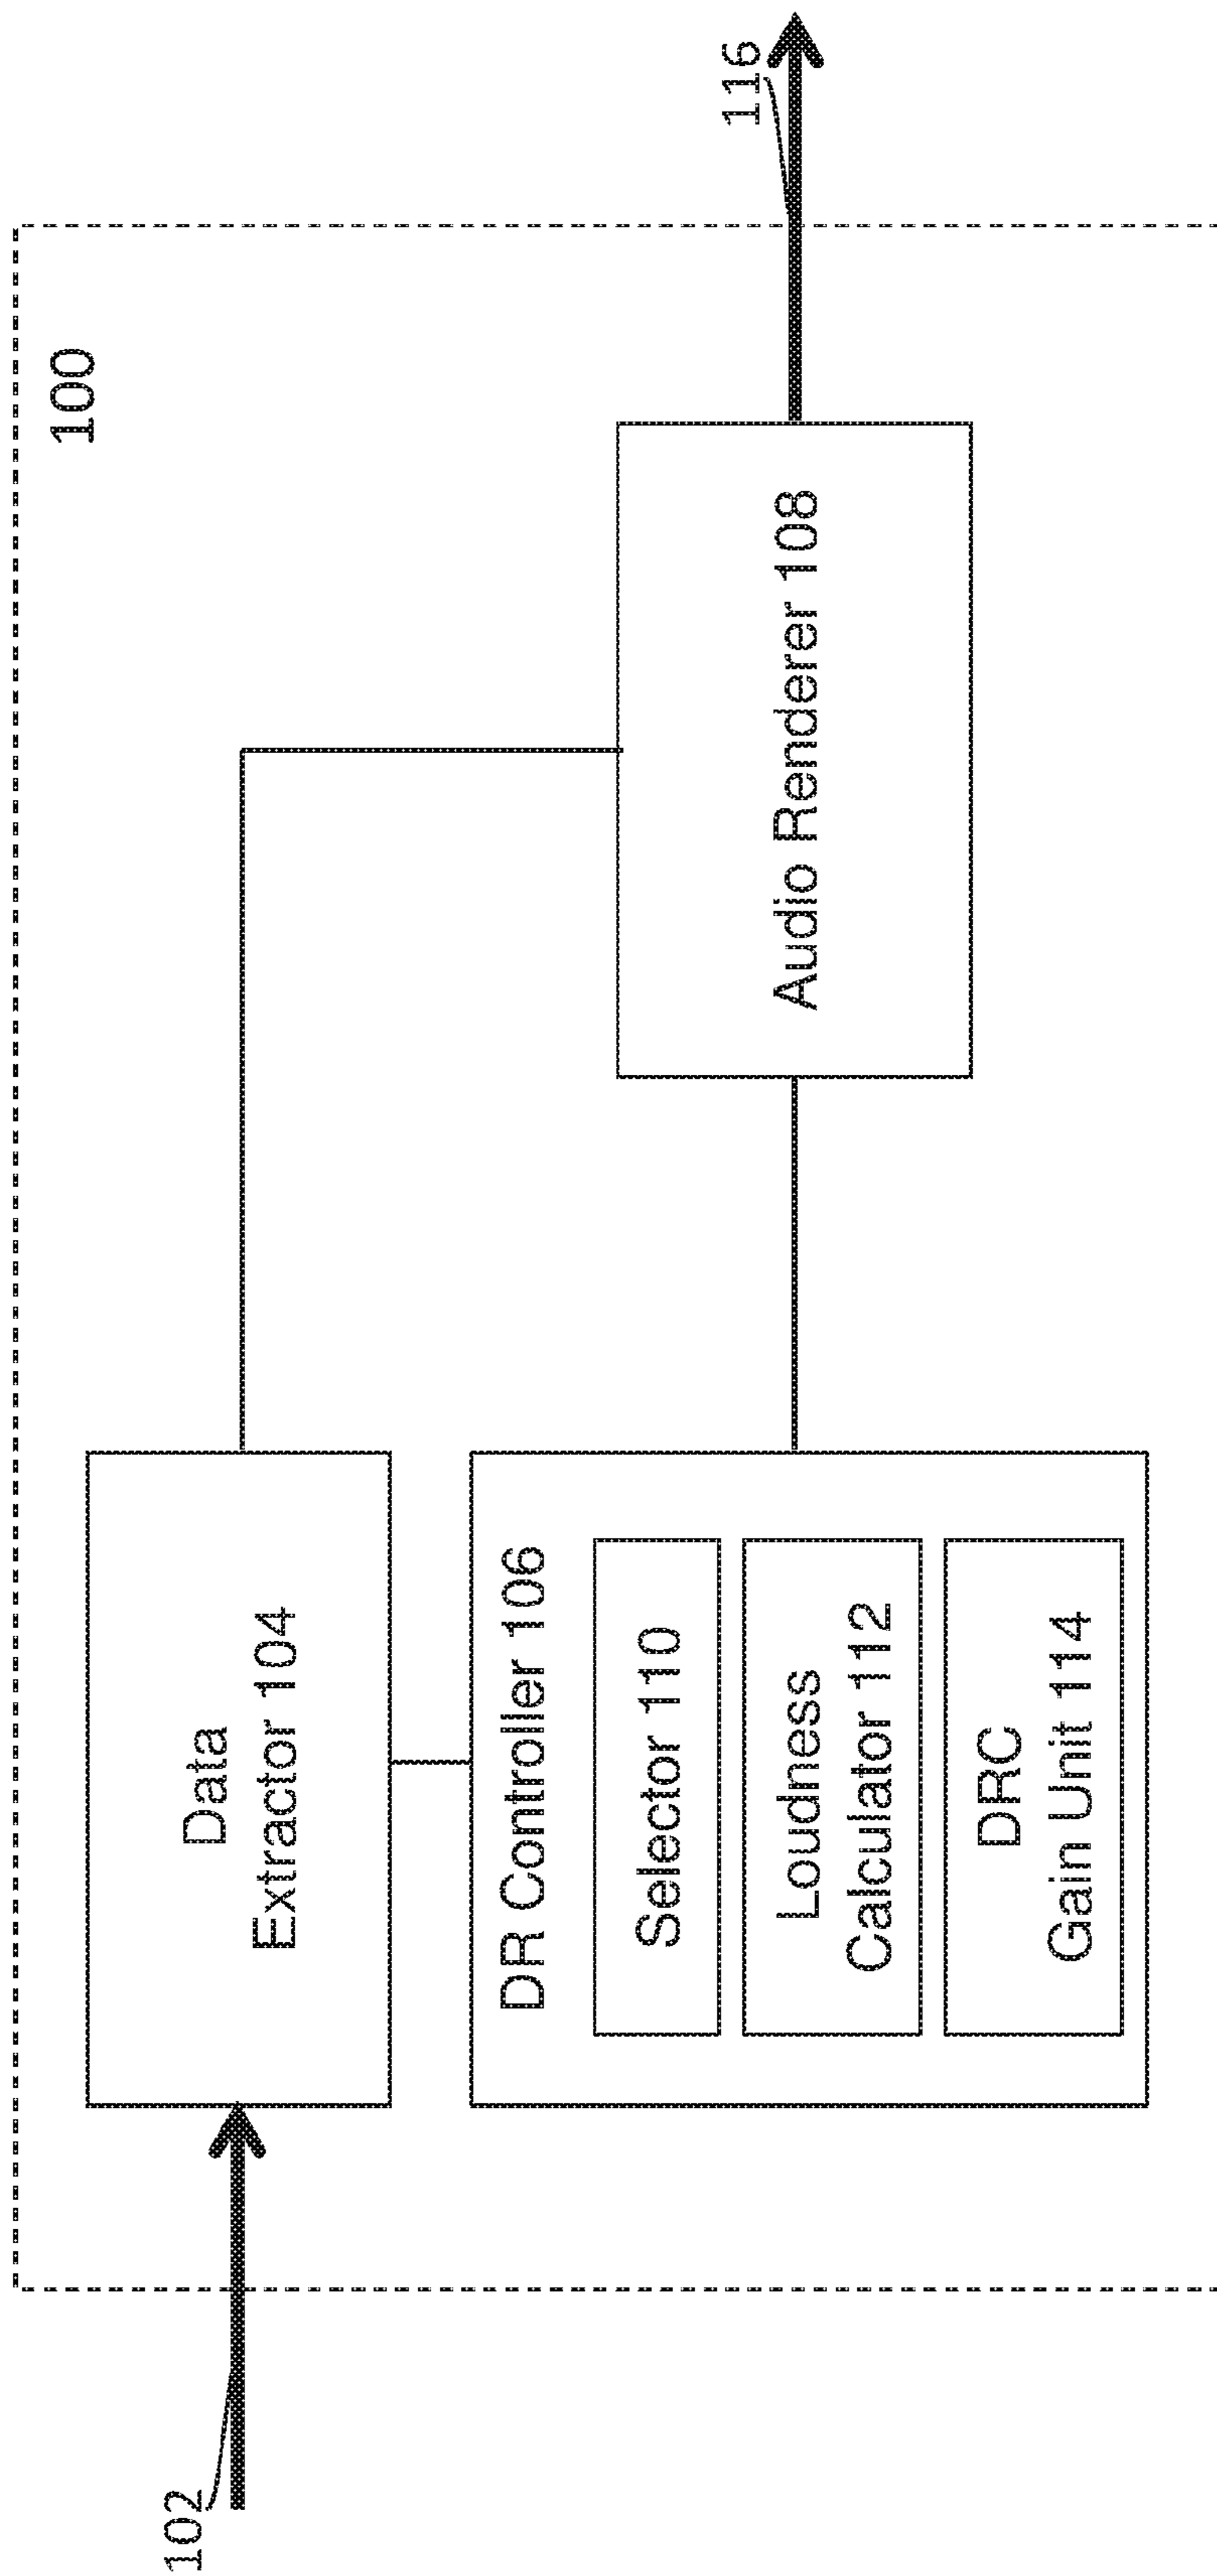 100
102
Data
Extractor 104
DR Controller 106
Selector 110
Loudness
Calculator 112
DRC
Gain Unit 114
Audio Renderer 108
116